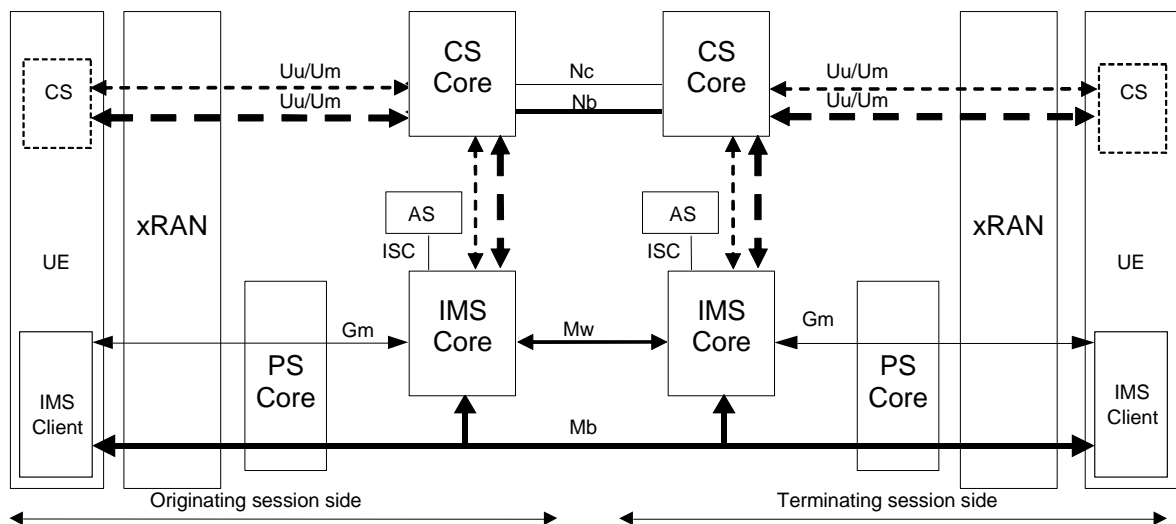 CS
Core
CS
Core
Nc
Nb
Uu/Um
Uu/Um
Uu/Um
Uu/Um
CS
CS
AS
AS
ISC
ISC
xRAN
xRAN
UE
UE
IMS
Core
IMS
Core
Gm
Mw
Gm
PS
Core
PS
Core
IMS
Client
IMS
Client
Mb
Originating session side
Terminating session side